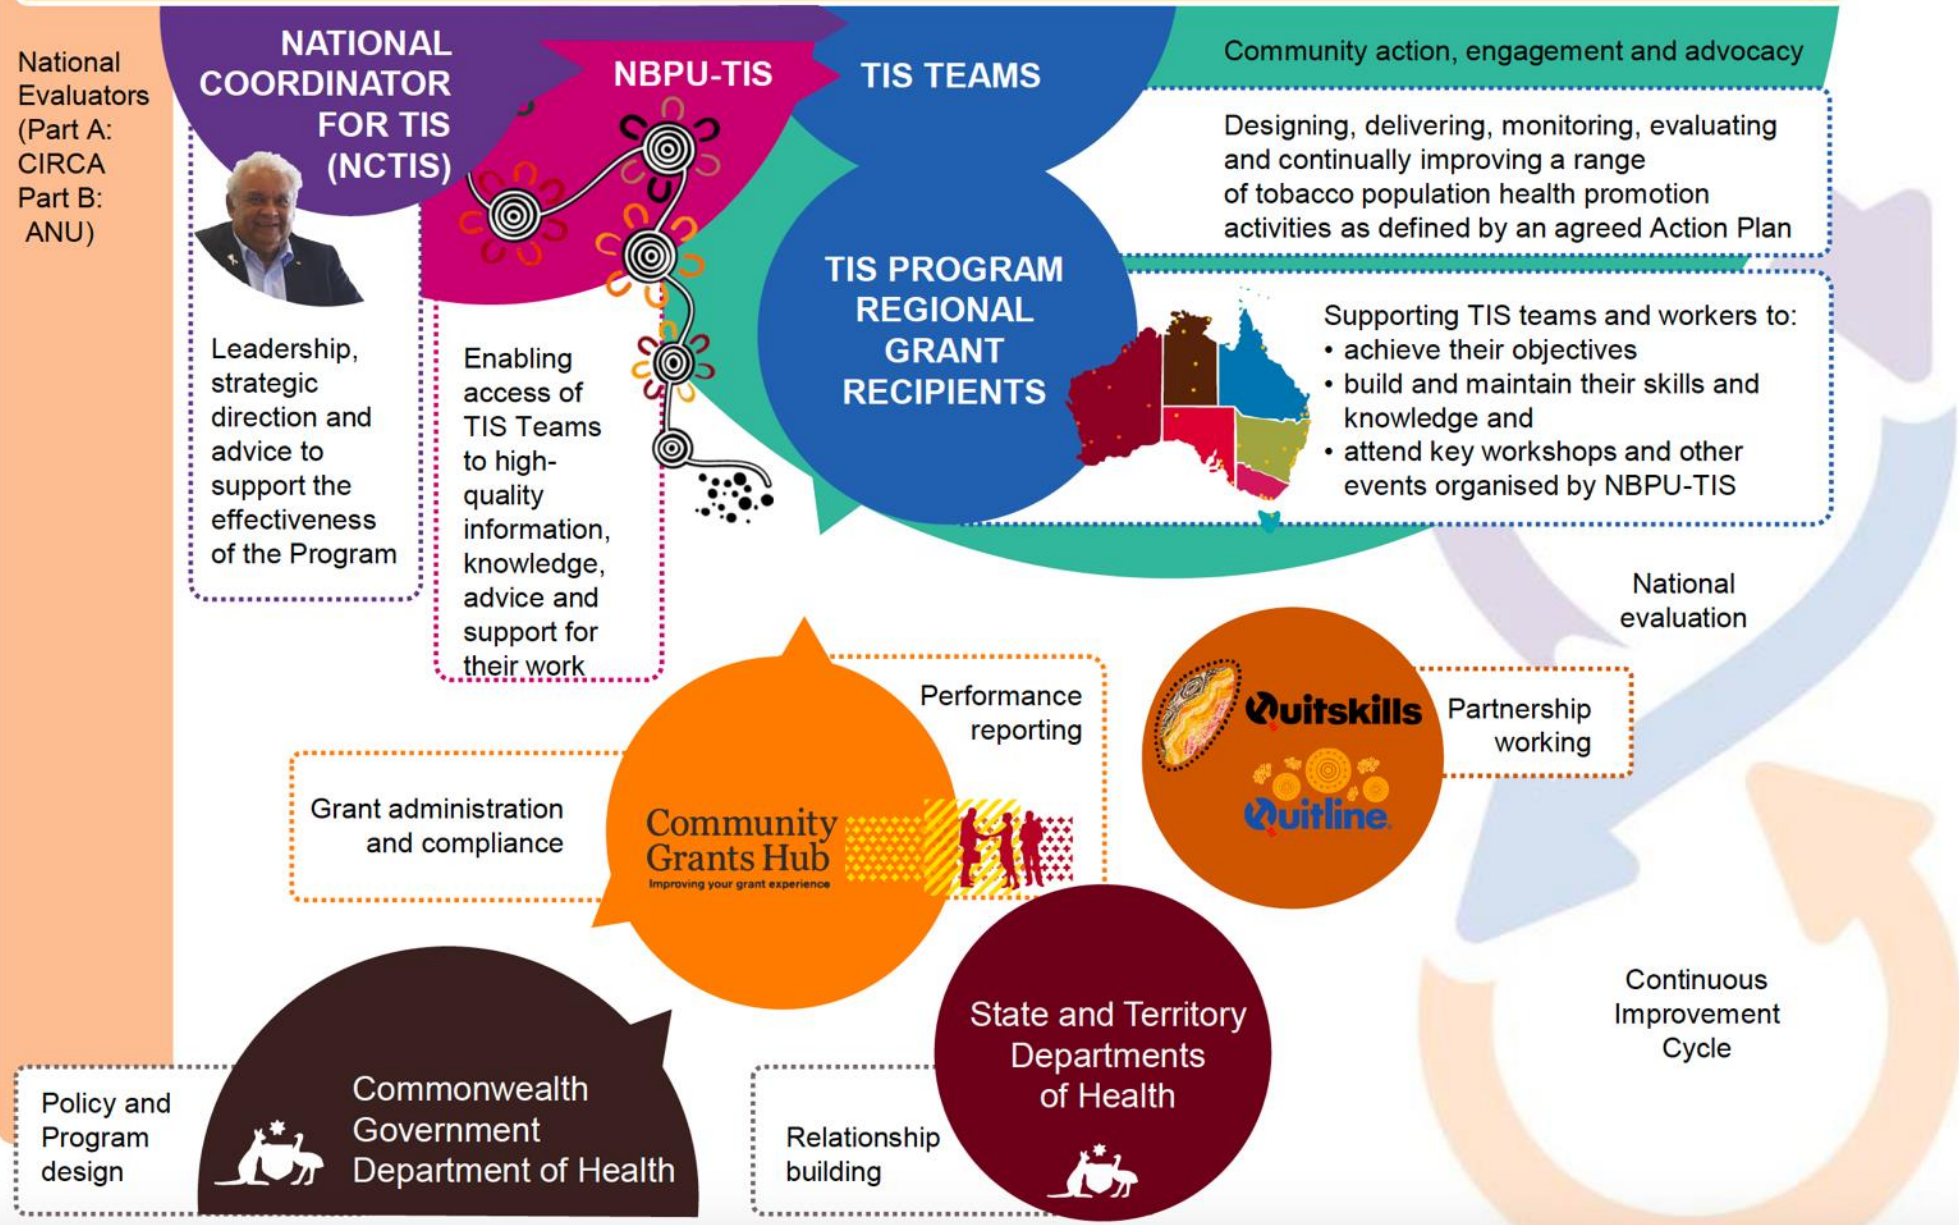 National
Evaluators
(Part A:
CIRCA
Part B:
ANU)
NATIONAL
COORDINATOR
FOR TIS
(NCTIS)
Leadership,
strategic
direction and
advice to
support the
effectiveness
of the Program
NBPU-TIS
Enabling
access of
TIS Teams
to high-
quality
information,
knowledge,
advice and
support for
their work
TIS TEAMS
Community action, engagement and advocacy
Designing, delivering, monitoring, evaluating
and continually improving a range
of tobacco population health promotion
activities as defined by an agreed Action Plan
TIS PROGRAM
REGIONAL
GRANT
RECIPIENTS
Supporting TIS teams and workers to:
• achieve their objectives
• build and maintain their skills and
knowledge and
• attend key workshops and other
events organised by NBPU-TIS
National
evaluation
Performance
reporting
Grant administration
and compliance
Community
Grants Hub
Improving your grant experience
Quitskills
Quitline
Partnership
working
Continuous
Improvement
Cycle
Policy and
Program
design
Commonwealth
Government
Department of Health
Relationship
building
State and Territory
Departments
of Health